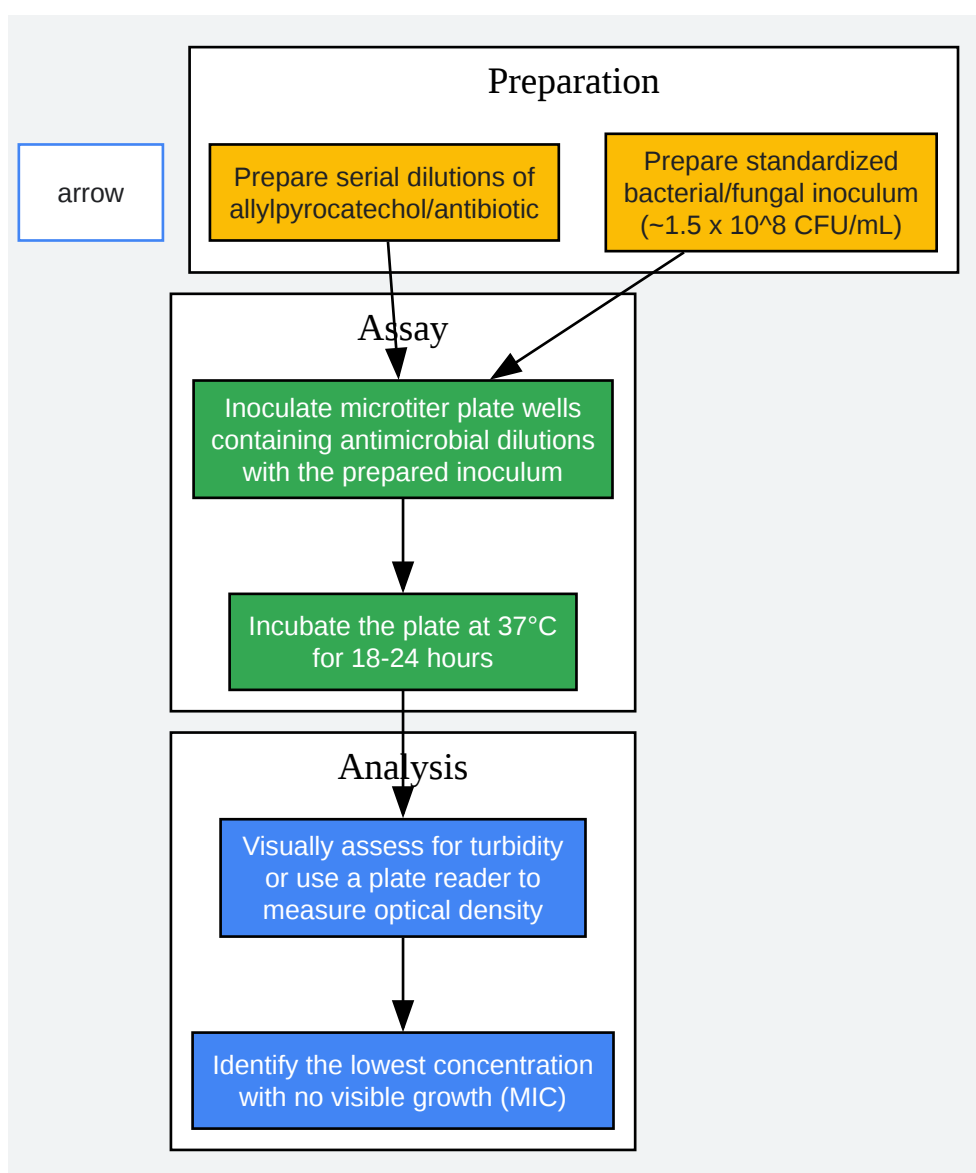 Preparation
arrow
Prepare serial dilutions of
allylpyrocatechol/antibiotic
Prepare standardized
bacterial/fungal inoculum
(~1.5 x 10^8 CFU/mL)
Assay
Inoculate microtiter plate wells
containing antimicrobial dilutions
with the prepared inoculum
Incubate the plate at 37°C
for 18-24 hours
Analysis
Visually assess for turbidity
or use a plate reader to
measure optical density
Identify the lowest concentration
with no visible growth (MIC)